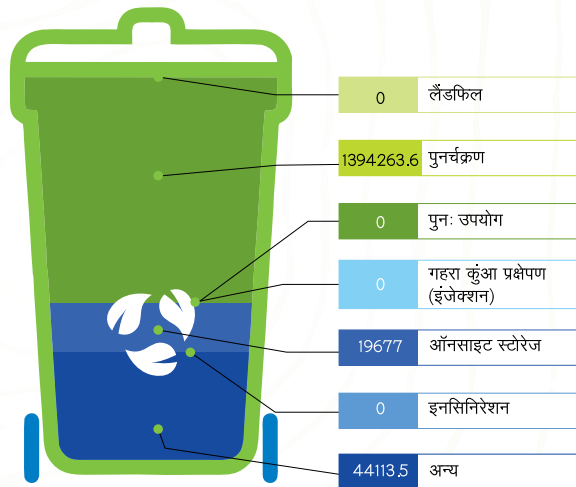 0 लैंडफिल
1394263.6 पुनर्चक्रण
0 पुनः उपयोग
0 गहरा कुंआ प्रक्षेपण
(इंजेक्शन)
19677 ऑनसाइट स्टोरेज
0 इनसिनिरेशन
44113.5 अन्य